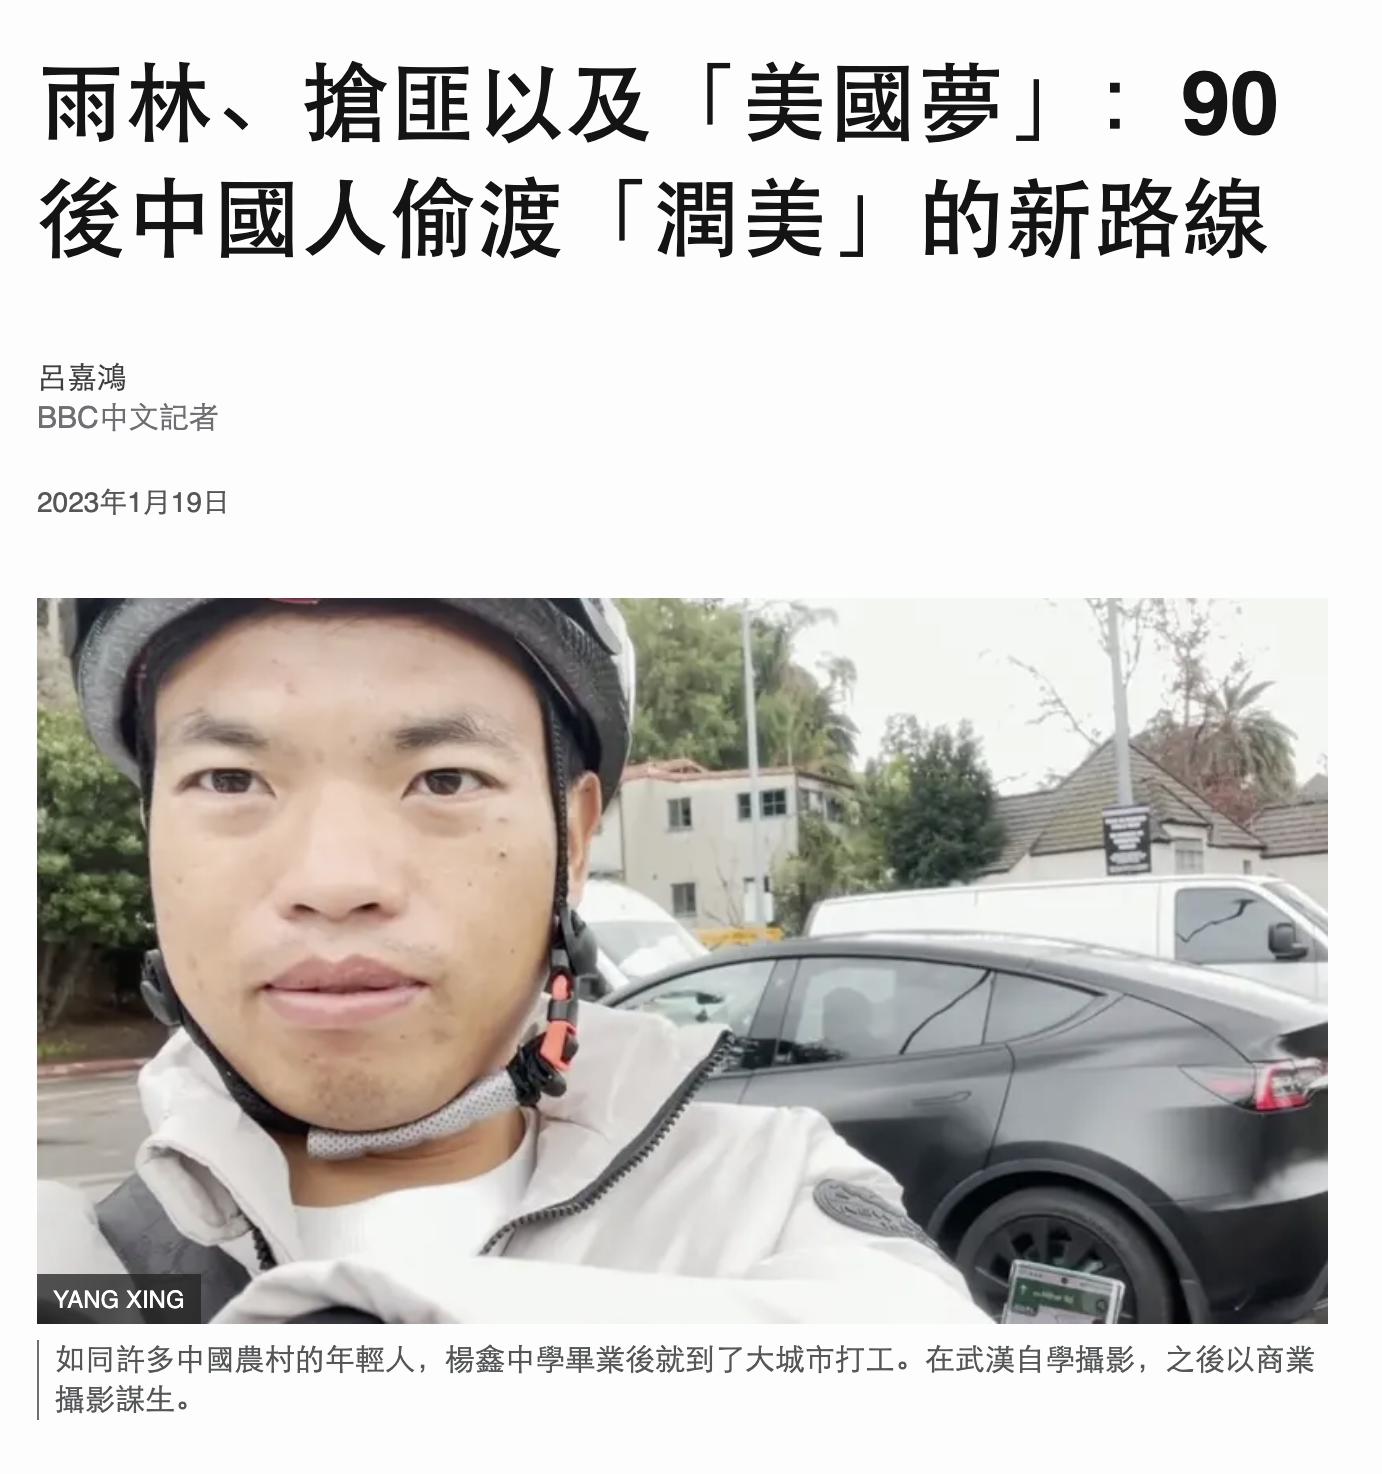 雨林、搶匪以及「美國夢」：90
後中國人偷渡「潤美」的新路線
呂嘉鴻
BBC中文記者
2023年1月19日
YANG XING
如同許多中國農村的年輕人，楊鑫中學畢業後就到了大城市打工。在武漢自學攝影，之後以商業
攝影謀生。